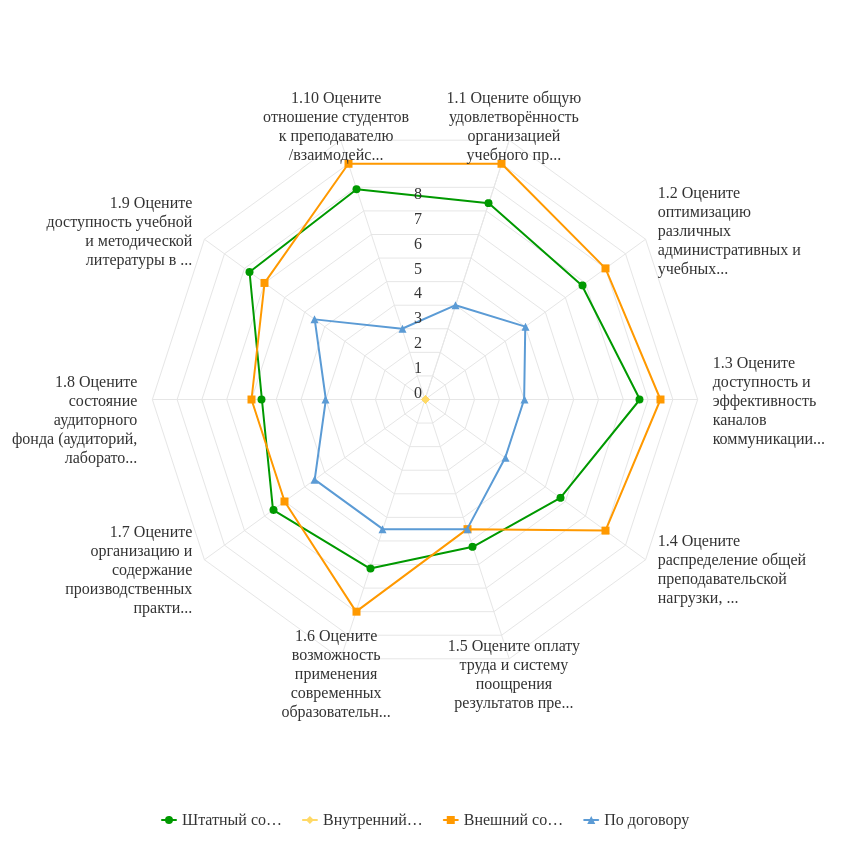 1.10 Оцените
отношение студентов
к преподавателю
/взаимодейс...
1.1 Оцените общую
удовлетворённость
организацией
учебного пр...
1.2 Оцените
оптимизацию
различных
административных и
учебных...
1.3 Оцените
доступность и
эффективность
каналов
коммуникации...
1.4 Оцените
распределение общей
преподавательской
нагрузки, ...
1.5 Оцените оплату
труда и систему
поощрения
результатов пре...
1.6 Оцените
возможность
применения
современных
образовательн...
1.7 Оцените
организацию и
содержание
производственных
практи...
1.8 Оцените
состояние
аудиторного
фонда (аудиторий,
лаборато...
1.9 Оцените
доступность учебной
и методической
литературы в ...
8
7
6
5
4
3
2
1
0
Штатный со… Внутренний… Внешний со… По договору